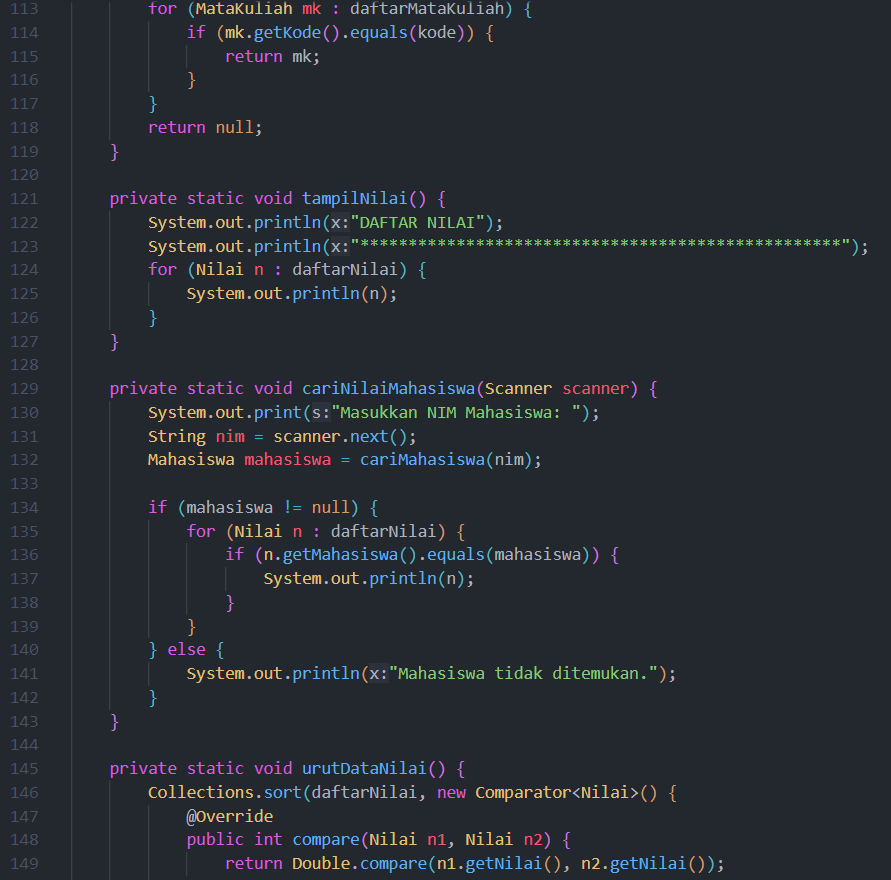 113 for (MataKuliah mk : daftarMataKuliah) {
114 if (mk.getKode().equals(kode)) {
115 return mk;
116 }
117 }
118 return null;
119 }
120
121 private static void tampilNilai() {
122 System.out.println(x:"DAFTAR NILAI");
123 System.out.println(x:"**************************************************");
124 for (Nilai n : daftarNilai) {
125 System.out.println(n);
126 }
127 }
128
129 private static void cariNilaiMahasiswa(Scanner scanner) {
130 System.out.print(s:"Masukkan NIM Mahasiswa: ");
131 String nim = scanner.next();
132 Mahasiswa mahasiswa = cariMahasiswa(nim);
133
134 if (mahasiswa != null) {
135 for (Nilai n : daftarNilai) {
136 if (n.getMahasiswa().equals(mahasiswa)) {
137 System.out.println(n);
138 }
139 }
140 } else {
141 System.out.println(x:"Mahasiswa tidak ditemukan.");
142 }
143 }
144
145 private static void urutDataNilai() {
146 Collections.sort(daftarNilai, new Comparator<Nilai>() {
147 @Override
148 public int compare(Nilai n1, Nilai n2) {
149 return Double.compare(n1.getNilai(), n2.getNilai());